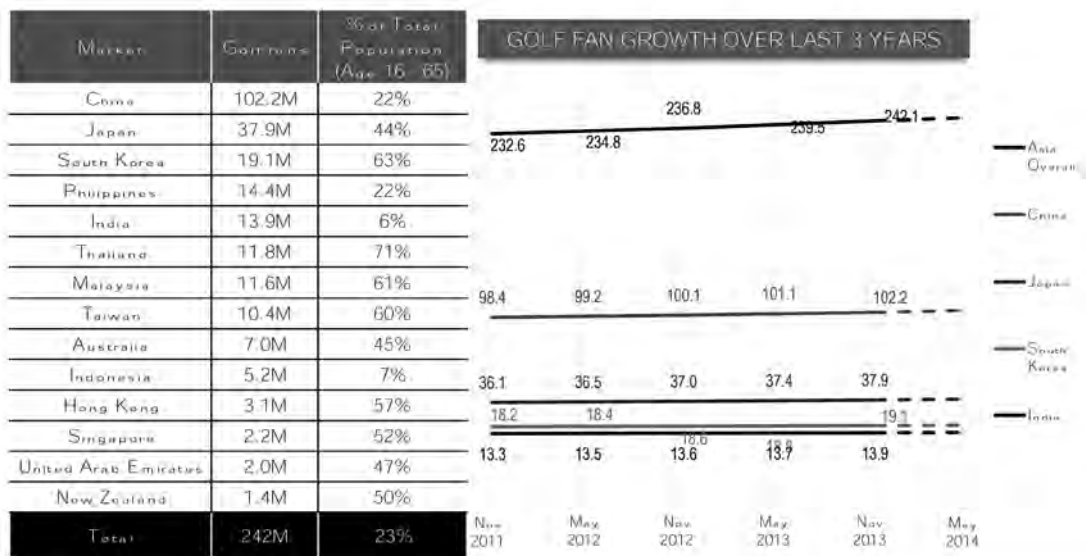 Market
% of Total
Population
(Age 16 - 65)
China 102.2M 22%
Japan 37.9M 44%
South Korea 19.1M 63%
Philippines 14.4M 22%
India 13.9M 6%
Thailand 11.8M 71%
Malaysia 11.6M 61%
Taiwan 10.4M 60%
Australia 7.0M 45%
Indonesia 5.2M 7%
Hong Kong 3.1M 57%
Singapore 2.2M 52%
United Arab Emirates 2.0M 47%
New Zealand 1.4M 50%
Total 242M 23%
GOLF FAN GROWTH OVER LAST 3 YEARS
232.6 234.8 236.8 239.5 242.1
98.4 99.2 100.1 101.1 102.2
36.1 36.5 37.0 37.4 37.9
18.2 18.4 18.6 18.8 19.1
13.3 13.5 13.6 13.7 13.9
Nov May Nov May Nov May
2011 2012 2012 2013 2013 2014
Asia
Overall
China
Japan
South
Korea
India